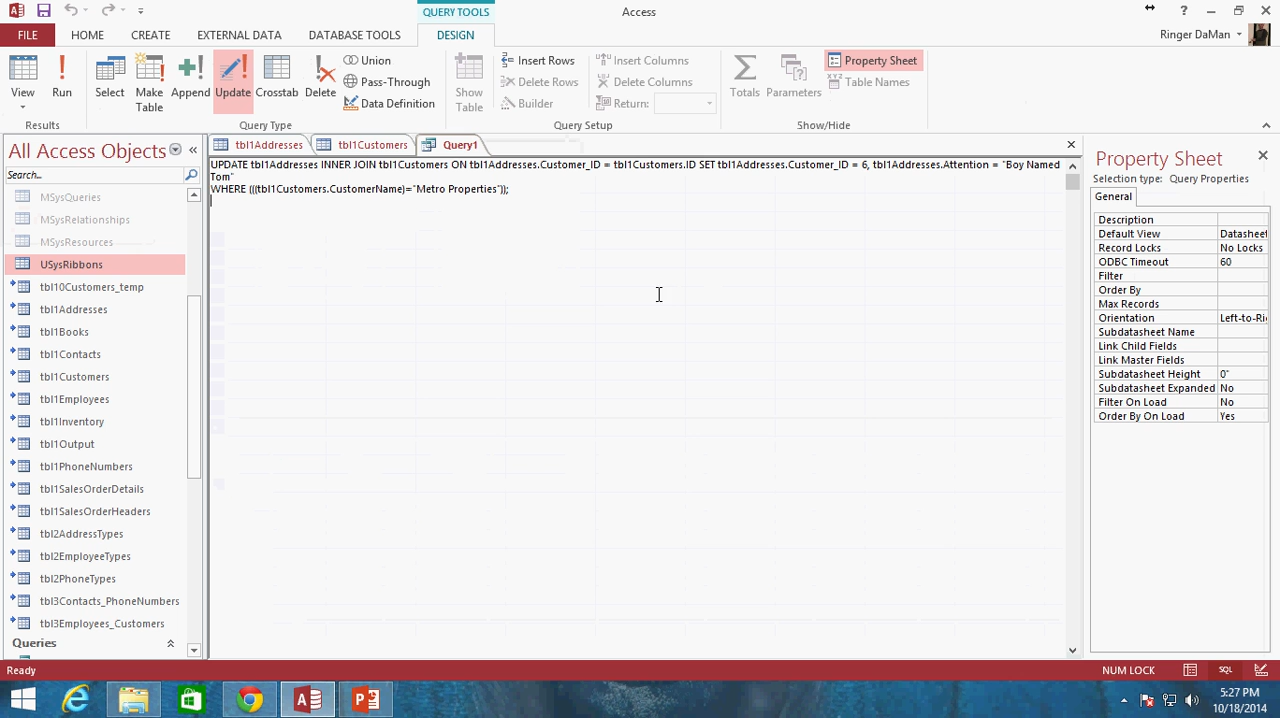 QUERY TOOLS
Access
?
Ringer DaMan
FILE
HOME
CREATE
EXTERNAL DATA
DATABASE TOOLS
DESIGN
View
Run
Select
Make Table
Append
Update
Crosstab
Delete
Union
Pass-Through
Data Definition
Show Table
Insert Rows
Delete Rows
Builder
Insert Columns
Delete Columns
Return:
Totals
Parameters
Property Sheet
Table Names
Results
Query Type
Query Setup
Show/Hide
All Access Objects
Search...
MSysQueries
MSysRelationships
MSysResources
USysRibbons
tbl10Customers_temp
tbl1Addresses
tbl1Books
tbl1Contacts
tbl1Customers
tbl1Employees
tbl1Inventory
tbl1Output
tbl1PhoneNumbers
tbl1SalesOrderDetails
tbl1SalesOrderHeaders
tbl2AddressTypes
tbl2EmployeeTypes
tbl2PhoneTypes
tbl3Contacts_PhoneNumbers
tbl3Employees_Customers
Queries
tbl1Addresses
tbl1Customers
Query1
UPDATE tbl1Addresses INNER JOIN tbl1Customers ON tbl1Addresses.Customer_ID = tbl1Customers.ID SET tbl1Addresses.Customer_ID = 6, tbl1Addresses.Attention = "Boy Named
Tom"
WHERE (((tbl1Customers.CustomerName)="Metro Properties"));
Property Sheet
Selection type: Query Properties
General
Description
Default View Datasheet
Record Locks No Locks
ODBC Timeout 60
Filter
Order By
Max Records
Orientation Left-to-Ri
Subdatasheet Name
Link Child Fields
Link Master Fields
Subdatasheet Height 0"
Subdatasheet Expanded No
Filter On Load No
Order By On Load Yes
Ready
NUM LOCK
SQL
5:27 PM
10/18/2014